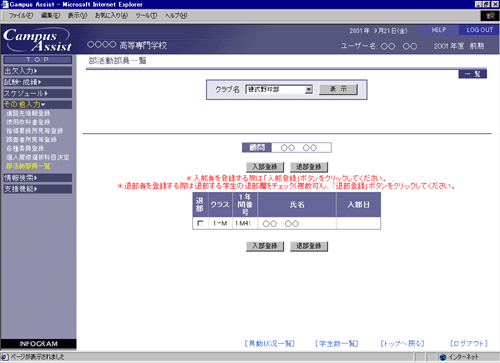 Campus Assist - Microsoft Internet Explorer
ファイル(F) 編集(E) 表示(V) お気に入り(A) ツール(T) ヘルプ(H)
Campus Assist
○○○○ 高等専門学校
2001年 9月21日(金) HELP LOG OUT
ユーザー名 ○○ ○○ 2001 年度 前期
TOP
出欠入力
試験・成績
スケジュール
その他入力
進路先情報登録
使用教科書登録
指導要録所見等登録
調査書所見等登録
各種委員登録
個人履修選択科目決定
部活動部員一覧
情報検索
支援機能
INFOGRAM
部活動部員一覧
一 覧
クラブ名 硬式野球部 表 示
顧問 ○○ ○○
入部登録 退部登録
＊入部者を登録する際は「入部登録」ボタンをクリックしてください。
＊退部者を登録する際は退部する学生の退部欄をチェック(複数可)し、「退部登録」ボタンをクリックしてください。
退部 クラス 1年間番号 氏名 入部日
1-M 1M41 ○○ ○○
入部登録 退部登録
[異動状況一覧] [学生数一覧] [トップへ戻る] [ログアウト]
ページが表示されました インターネット